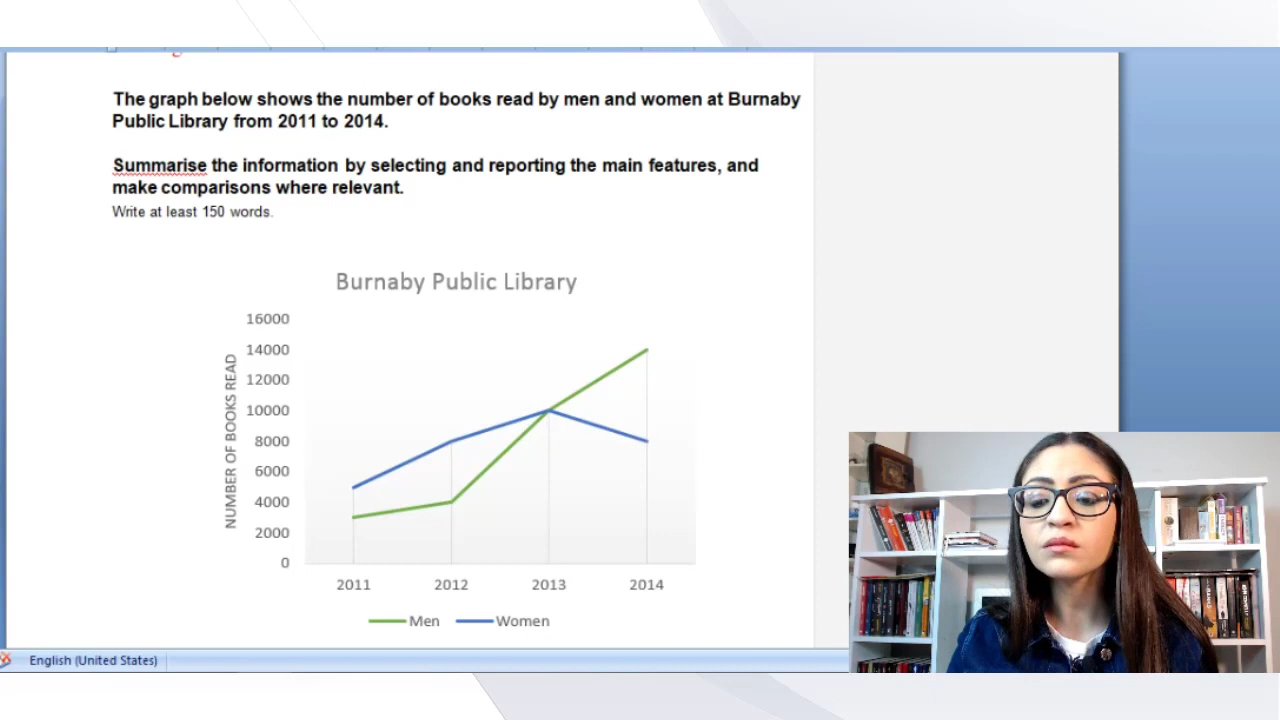 The graph below shows the number of books read by men and women at Burnaby
Public Library from 2011 to 2014.
Summarise the information by selecting and reporting the main features, and
make comparisons where relevant.
Write at least 150 words.
Burnaby Public Library
NUMBER OF BOOKS READ
16000
14000
12000
10000
8000
6000
4000
2000
0
2011 2012 2013 2014
Men Women
English (United States)